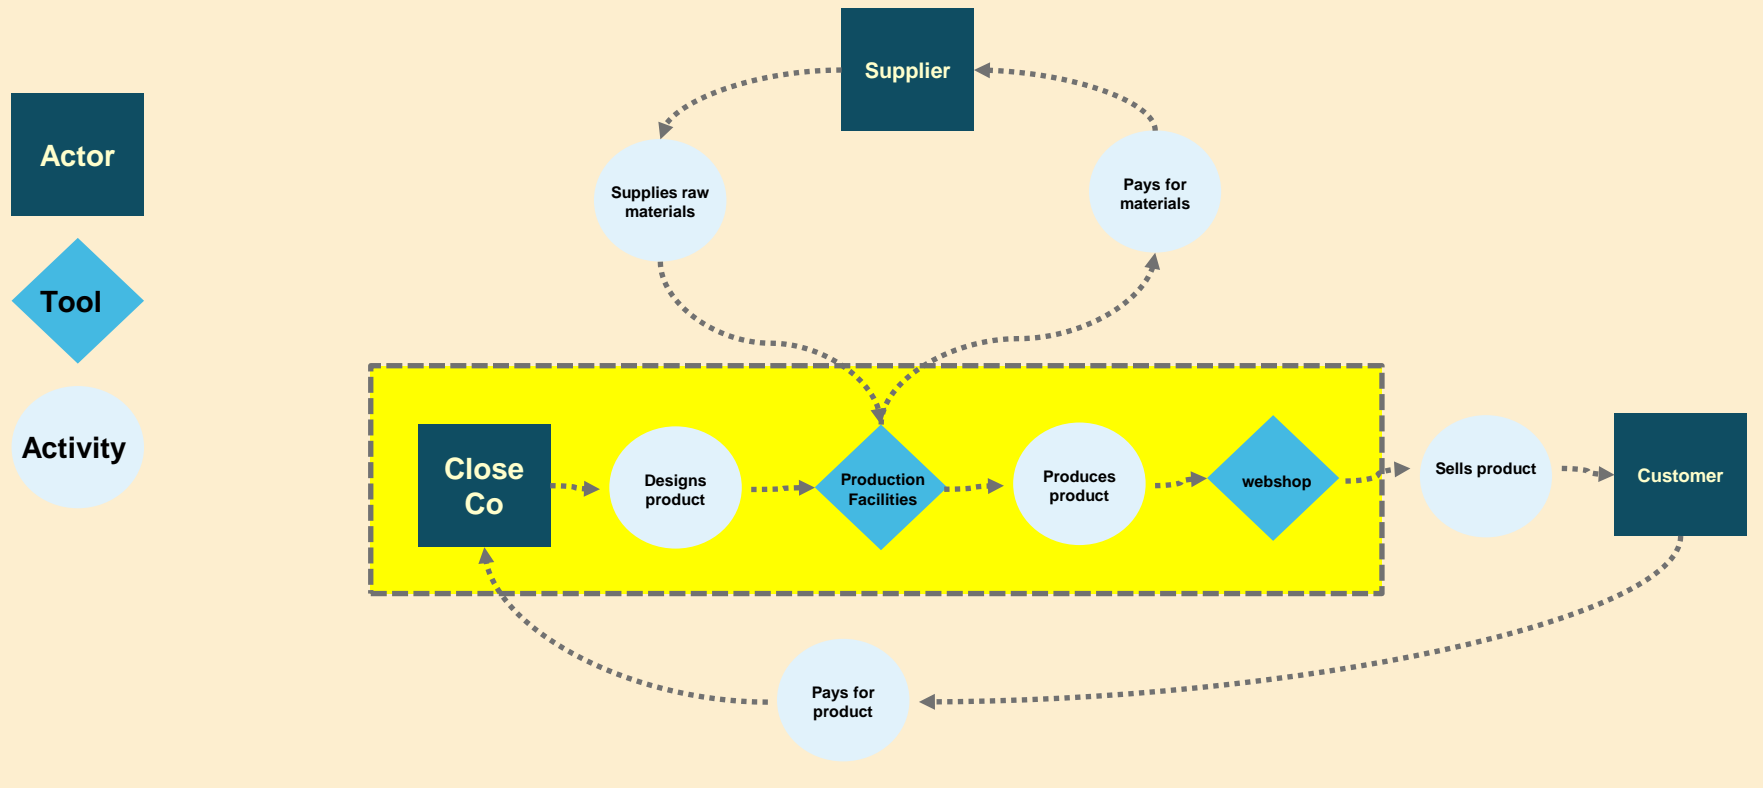 Actor
Tool
Activity
Supplier
Supplies raw
materials
Pays for
materials
Close
Co
Designs
product
Production
Facilities
Produces
product
webshop
Sells product
Customer
Pays for
product